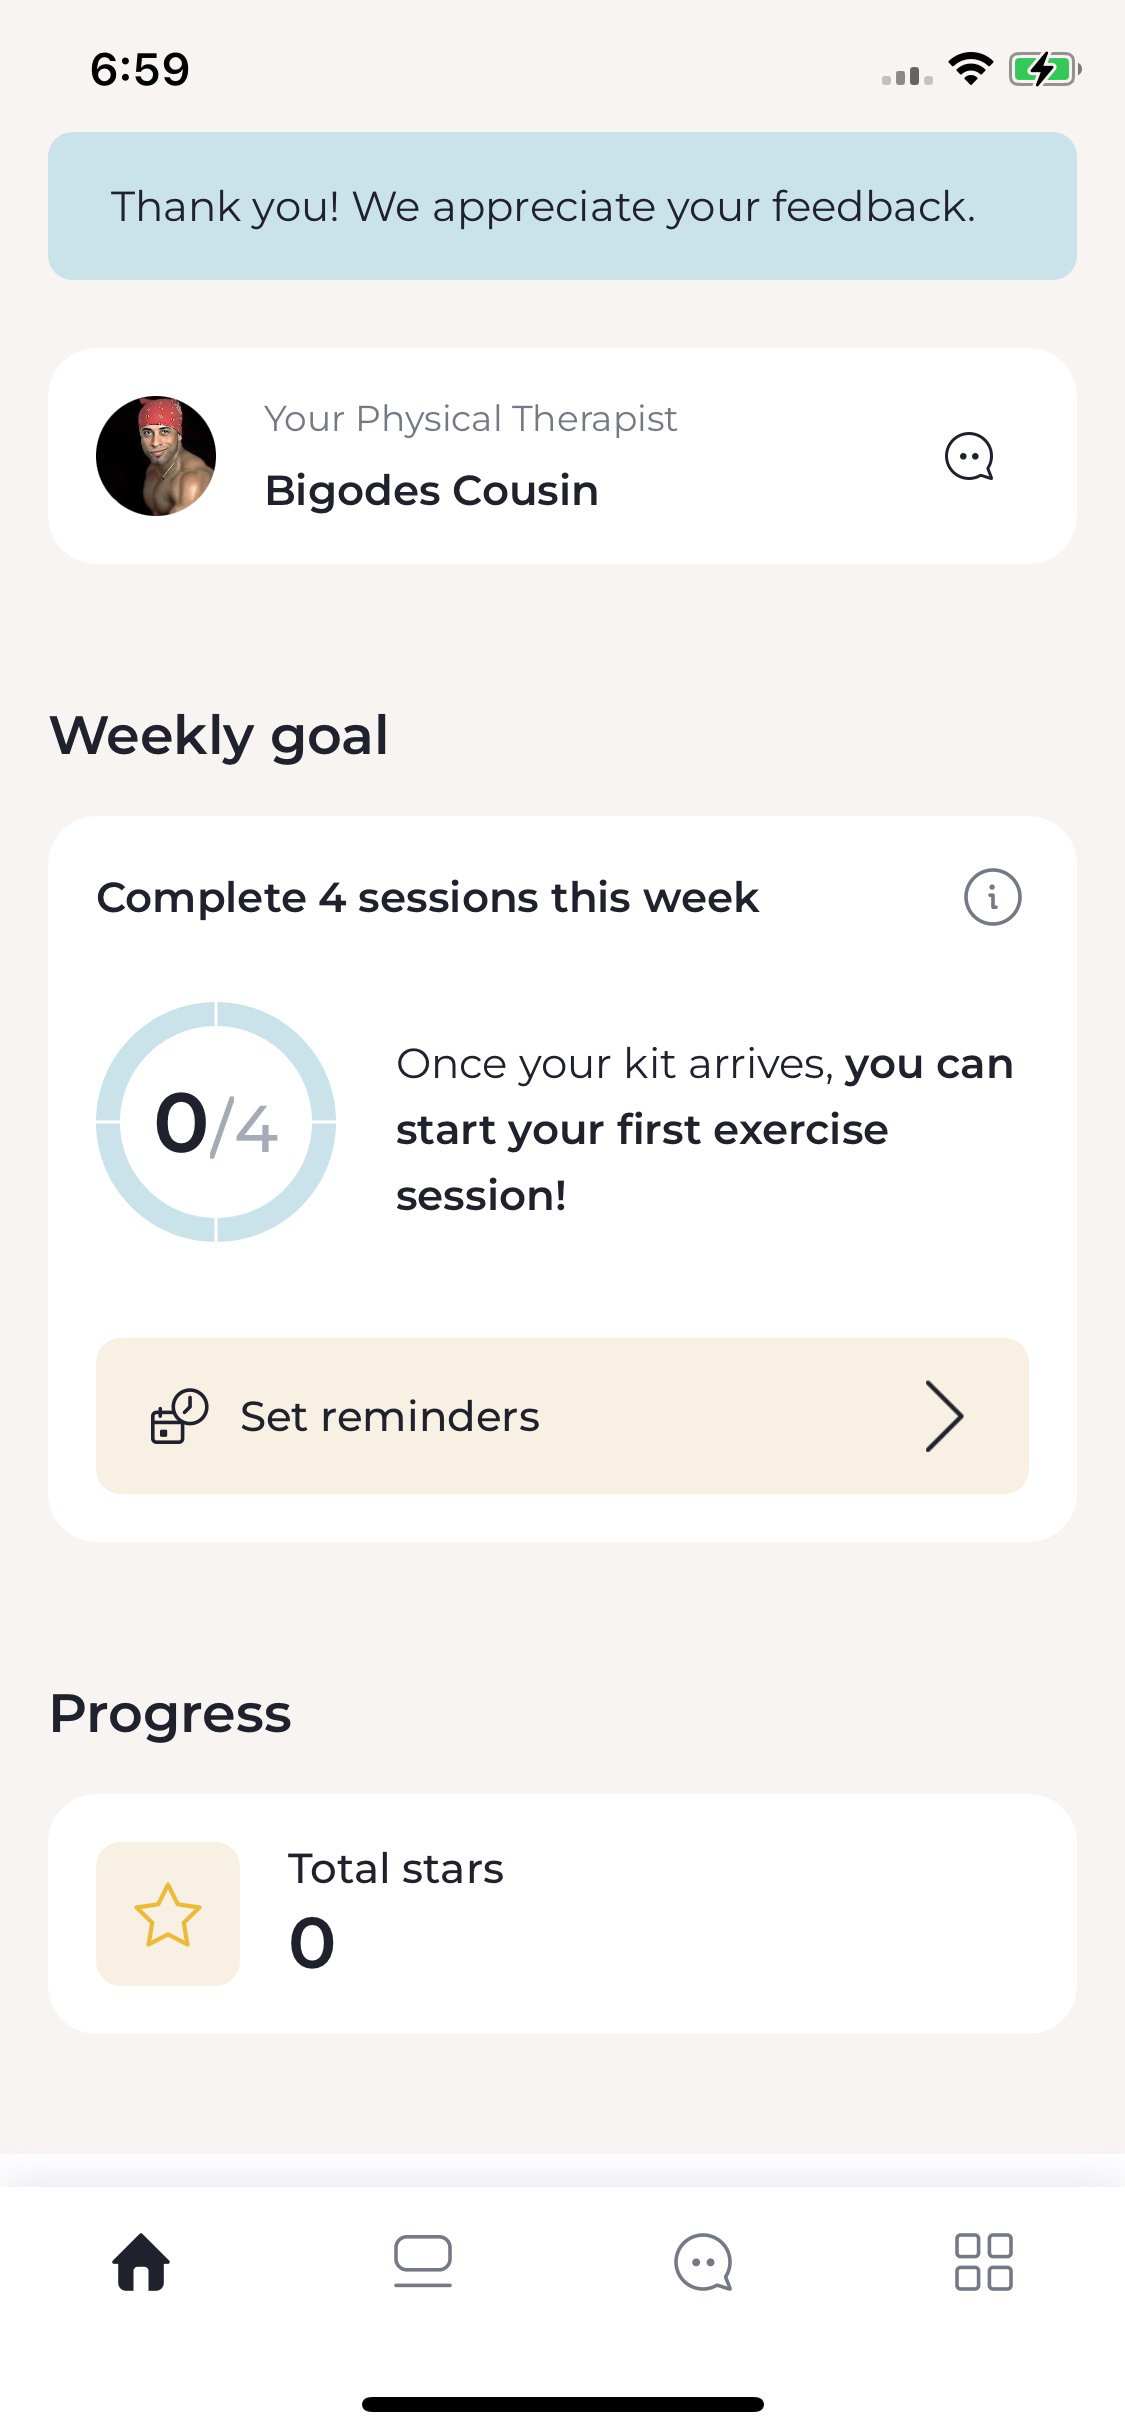 6:59
Thank you! We appreciate your feedback.
Your Physical Therapist
Bigodes Cousin
Weekly goal
Complete 4 sessions this week
0/4
Once your kit arrives, you can
start your first exercise
session!
Set reminders
Progress
Total stars
0